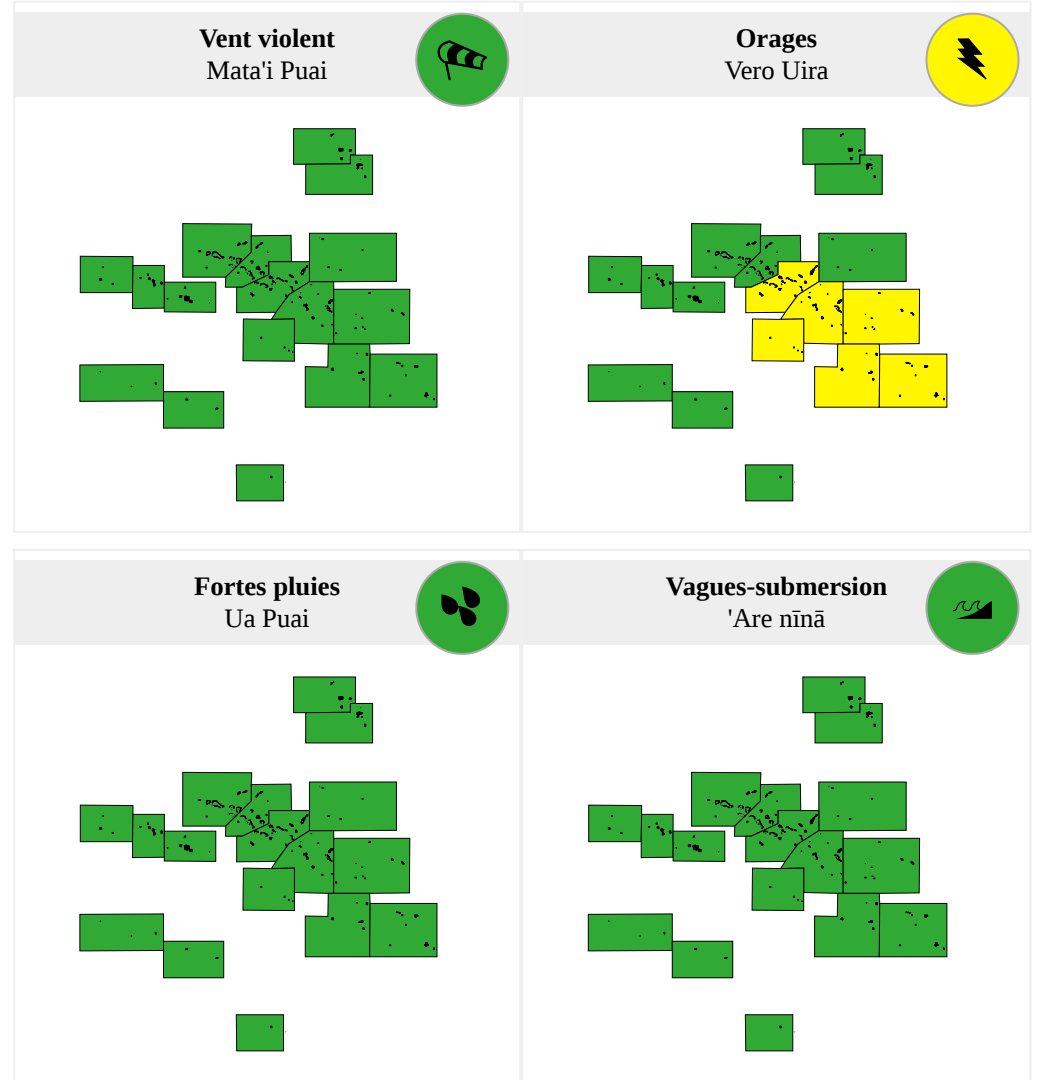 Vent violent
Mata'i Puai
Orages
Vero Uira
Fortes pluies
Ua Puai
Vagues-submersion
'Are nīnā